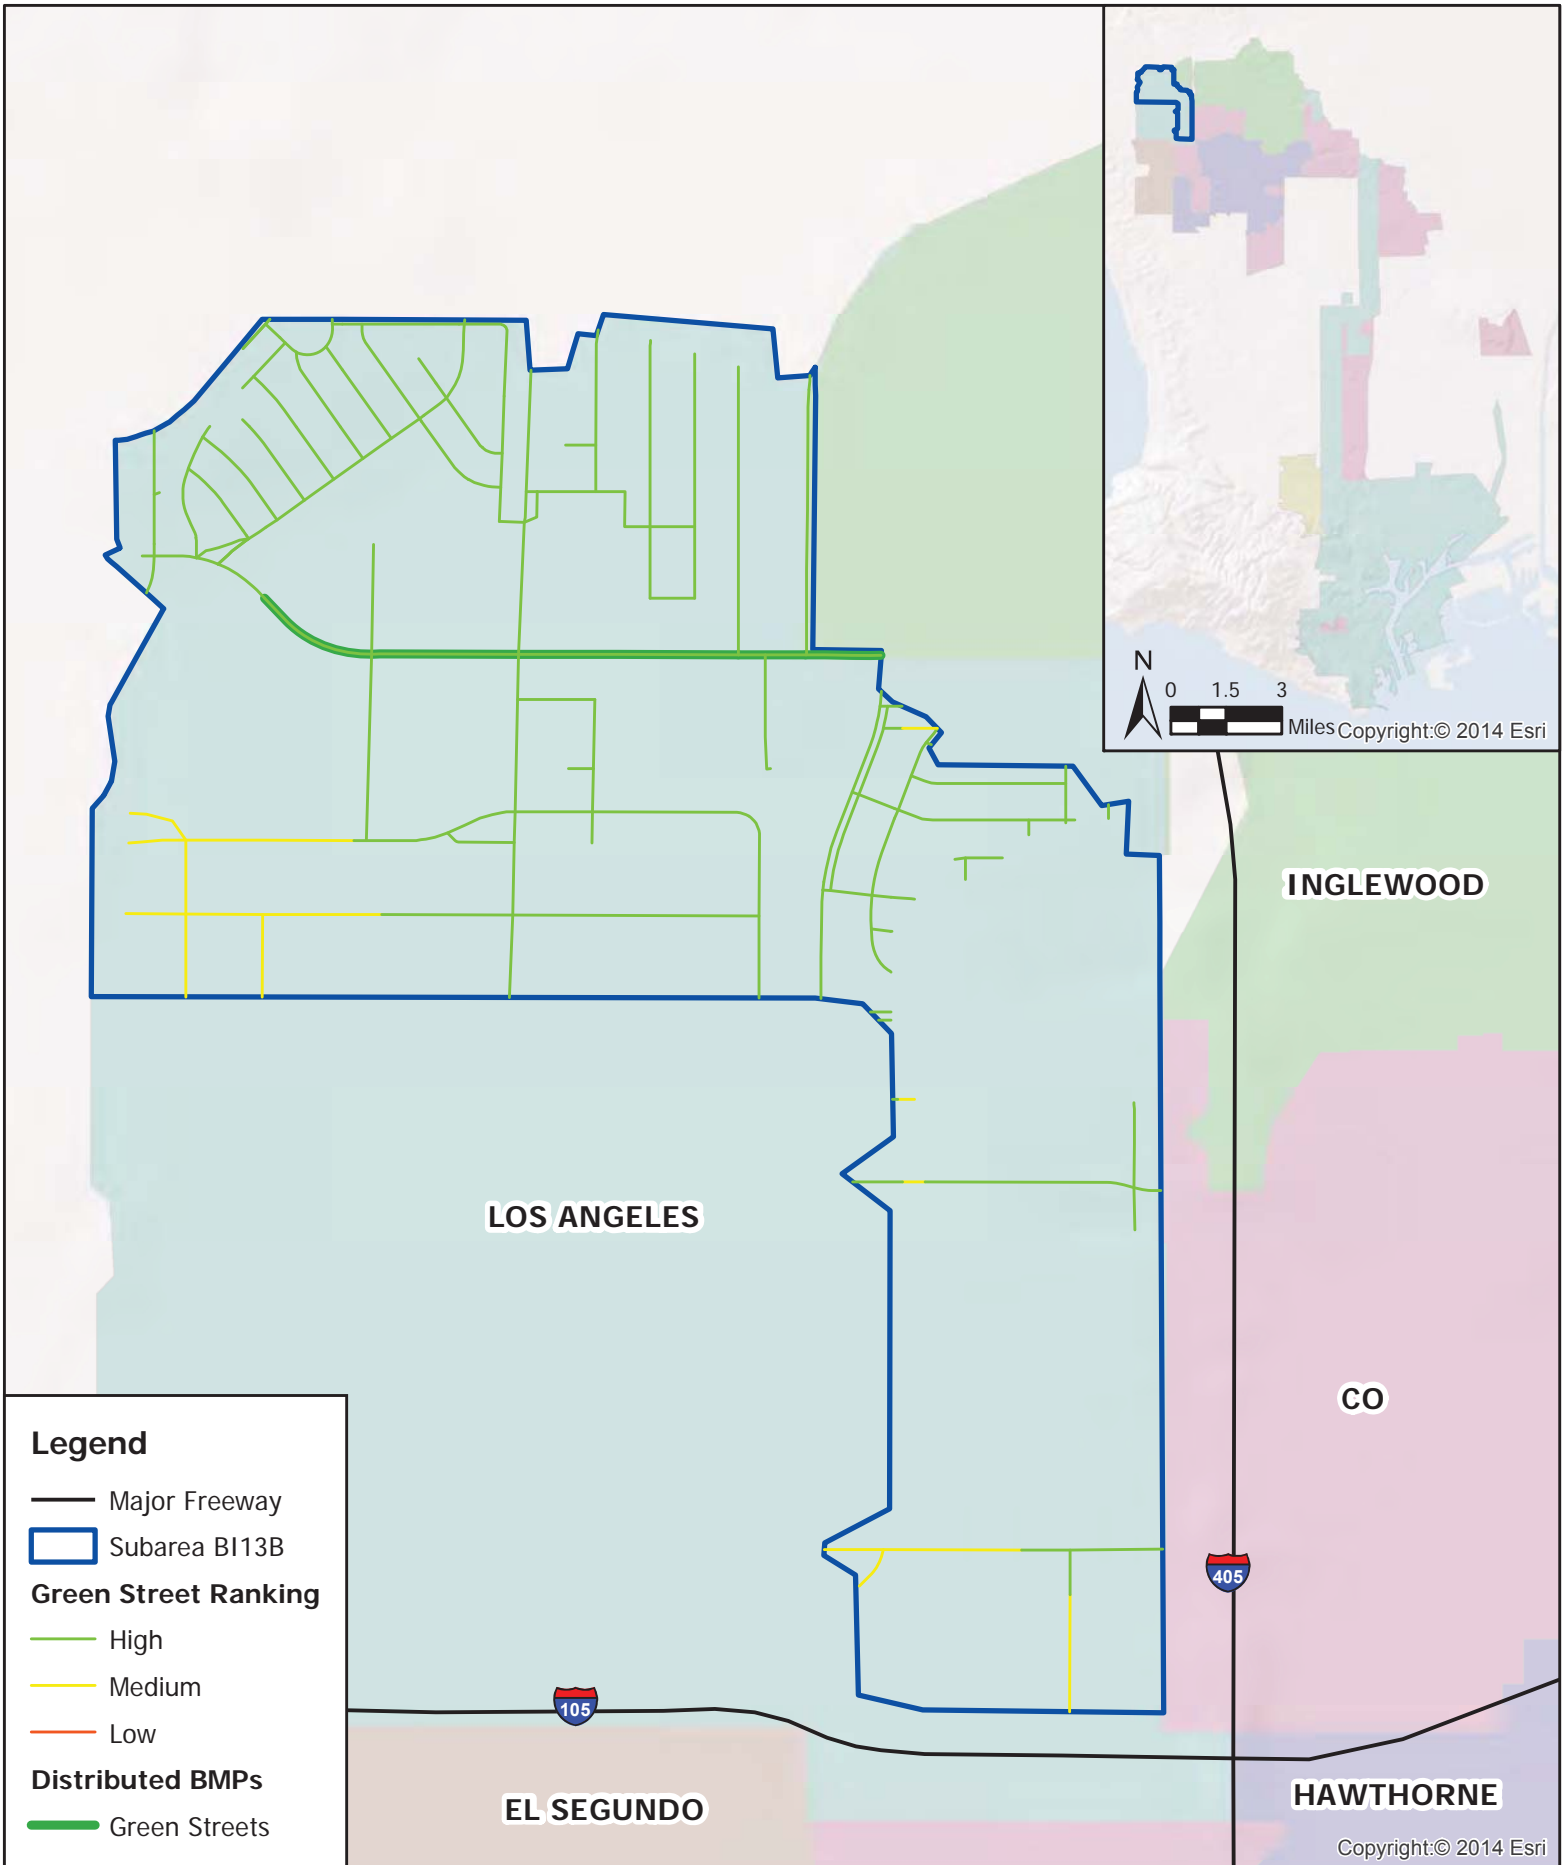 N
0 1.5 3
Miles
Copyright:© 2014 Esri
INGLEWOOD
LOS ANGELES
CO
405
105
EL SEGUNDO
HAWTHORNE
Copyright:© 2014 Esri
Legend
Major Freeway
Subarea BI13B
Green Street Ranking
High
Medium
Low
Distributed BMPs
Green Streets